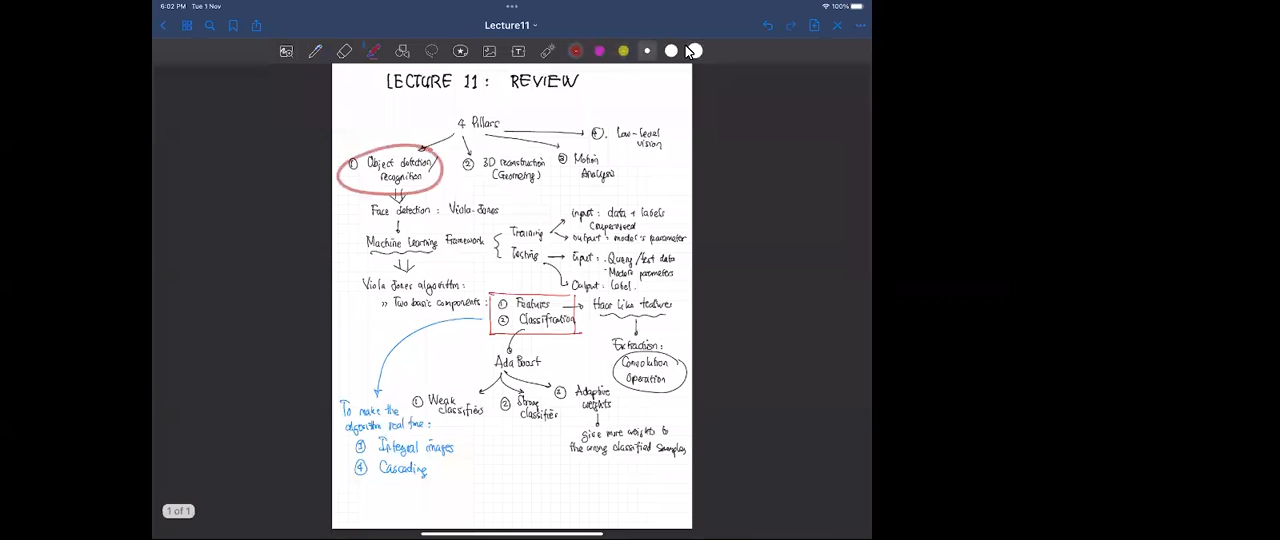 6:02 PM Tue 1 Nov
100%
Lecture11
LECTURE 11: REVIEW
4 Pillars
① Object detection/
recognition
② 3D reconstruction
(Geometry)
③ Motion
Analysis
④. Low-level
vision
Face detection: Viola-Jones
Machine Learning Framework
Training
input: data + labels
(supervised
output: model's parameter
Testing
Input: . Query/test data
· Model parameters
Output: Label.
Viola Jones algorithm:
» Two basic components:
① Features
② Classification
Haar like features
Extraction:
Convolution
Operation
AdaBoost
① Weak
classifiers
② Strong
classifier
Adaptive
weights
give more weights to
the wrong classified samples
To make the
algorithm real time:
③ Integral images
④ Cascading
1 of 1